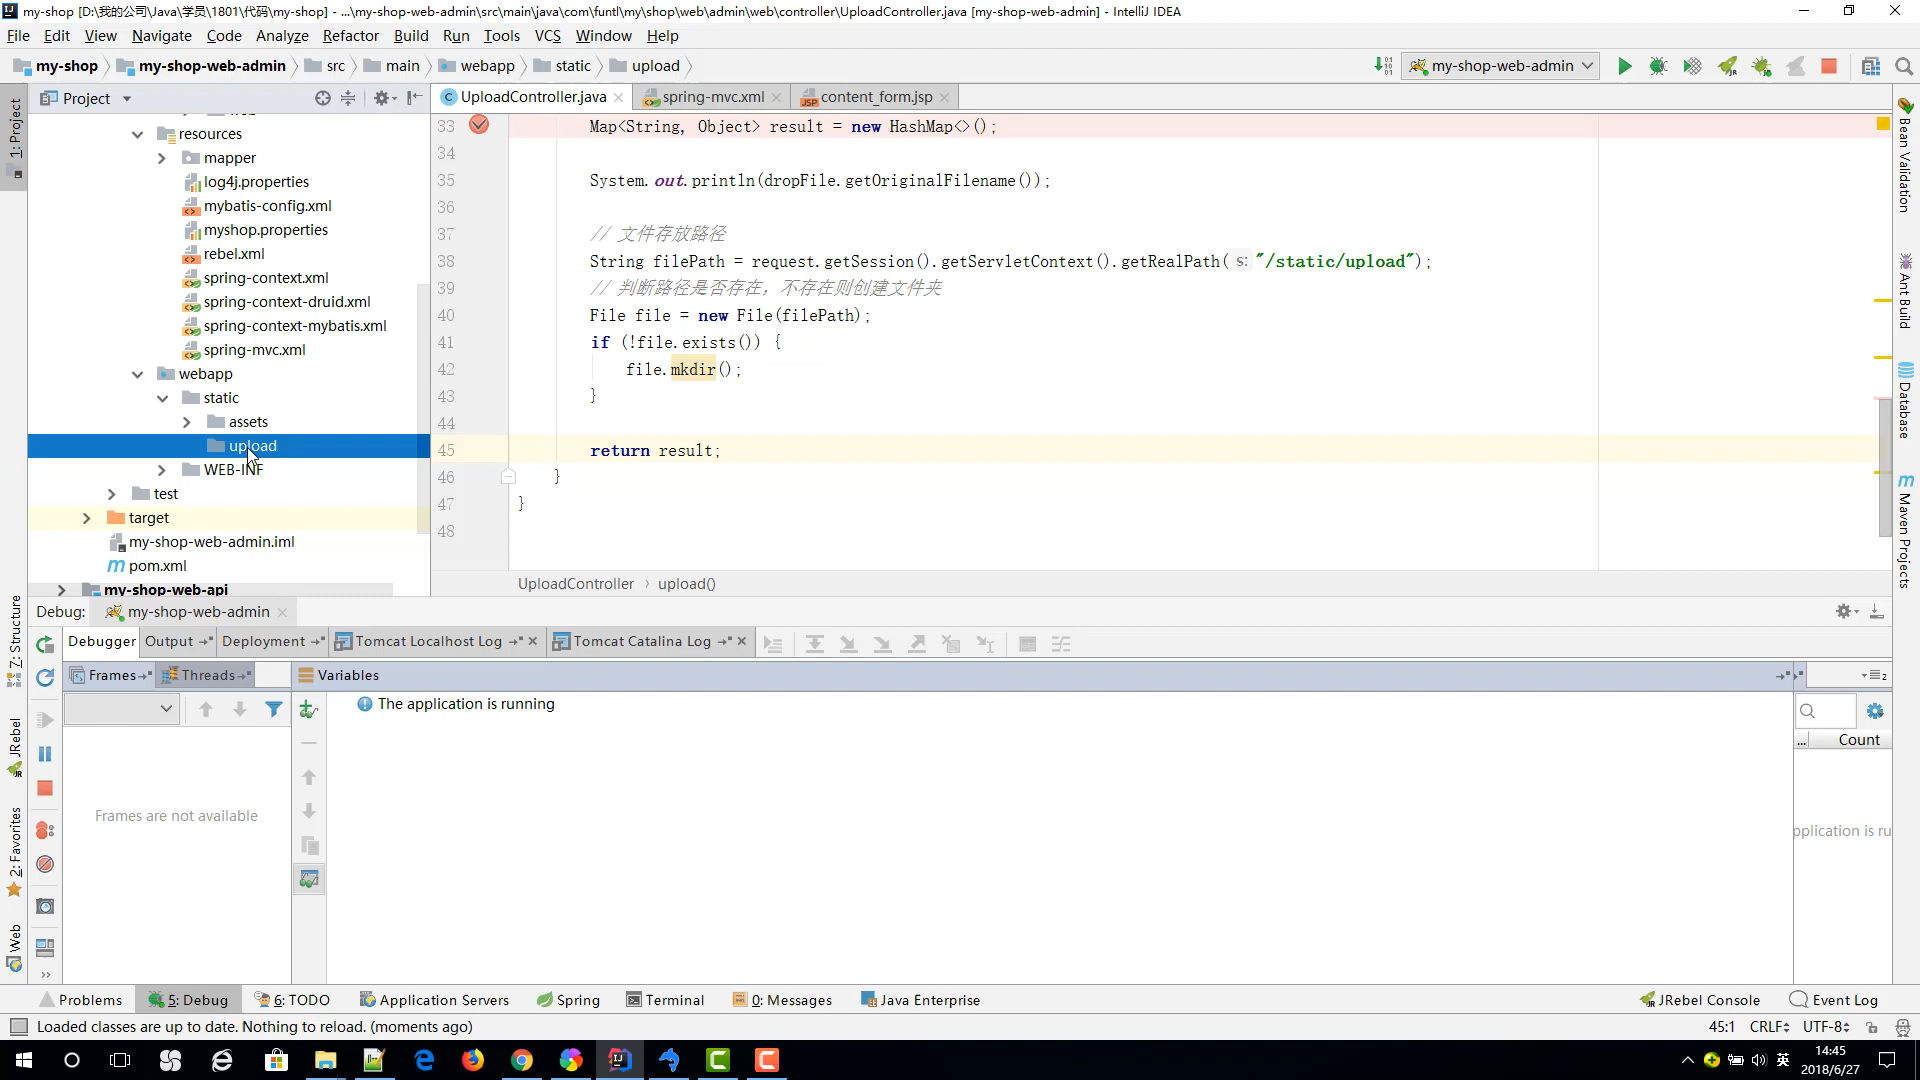 my-shop [D:\我的公司\Java\学员\1801\代码\my-shop] - ...\my-shop-web-admin\src\main\java\com\funtl\my\shop\web\admin\web\controller\UploadController.java [my-shop-web-admin] - IntelliJ IDEA
File Edit View Navigate Code Analyze Refactor Build Run Tools VCS Window Help
my-shop my-shop-web-admin src main webapp static upload my-shop-web-admin
Project UploadController.java spring-mvc.xml content_form.jsp
resources
mapper
log4j.properties
mybatis-config.xml
myshop.properties
rebel.xml
spring-context.xml
spring-context-druid.xml
spring-context-mybatis.xml
spring-mvc.xml
webapp
static
assets
upload
WEB-INF
test
target
my-shop-web-admin.iml
pom.xml
my-shop-web-api
33 Map<String, Object> result = new HashMap<>();
34
35 System.out.println(dropFile.getOriginalFilename());
36
37 // 文件存放路径
38 String filePath = request.getSession().getServletContext().getRealPath( s: "/static/upload");
39 // 判断路径是否存在，不存在则创建文件夹
40 File file = new File(filePath);
41 if (!file.exists()) {
42 file.mkdir();
43 }
44
45 return result;
46 }
47 }
48
UploadController › upload()
1: Project
7: Structure
JRebel
2: Favorites
Web
Bean Validation
Ant Build
Database
Maven Projects
Debug: my-shop-web-admin
Debugger Output Deployment Tomcat Localhost Log Tomcat Catalina Log
Frames Threads Variables
The application is running
Frames are not available
... Count
pplication is ru
Problems 5: Debug 6: TODO Application Servers Spring Terminal 0: Messages Java Enterprise JRebel Console Event Log
Loaded classes are up to date. Nothing to reload. (moments ago) 45:1 CRLF UTF-8
英 14:45
2018/6/27